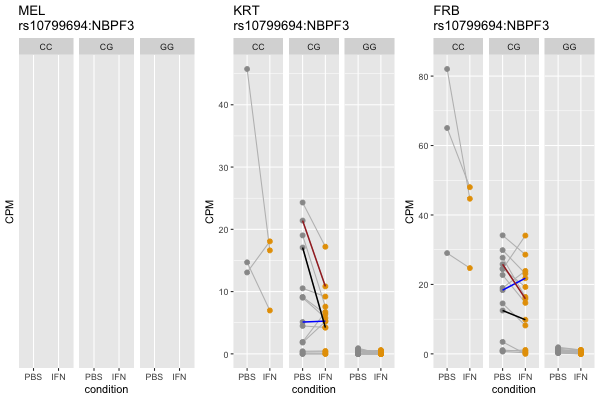 MEL
rs10799694:NBPF3
CC CG GG
CPM
PBS IFN PBS IFN PBS IFN
condition
KRT
rs10799694:NBPF3
CC CG GG
40
30
20
10
0
CPM
PBS IFN PBS IFN PBS IFN
condition
FRB
rs10799694:NBPF3
CC CG GG
80
60
40
20
0
CPM
PBS IFN PBS IFN PBS IFN
condition